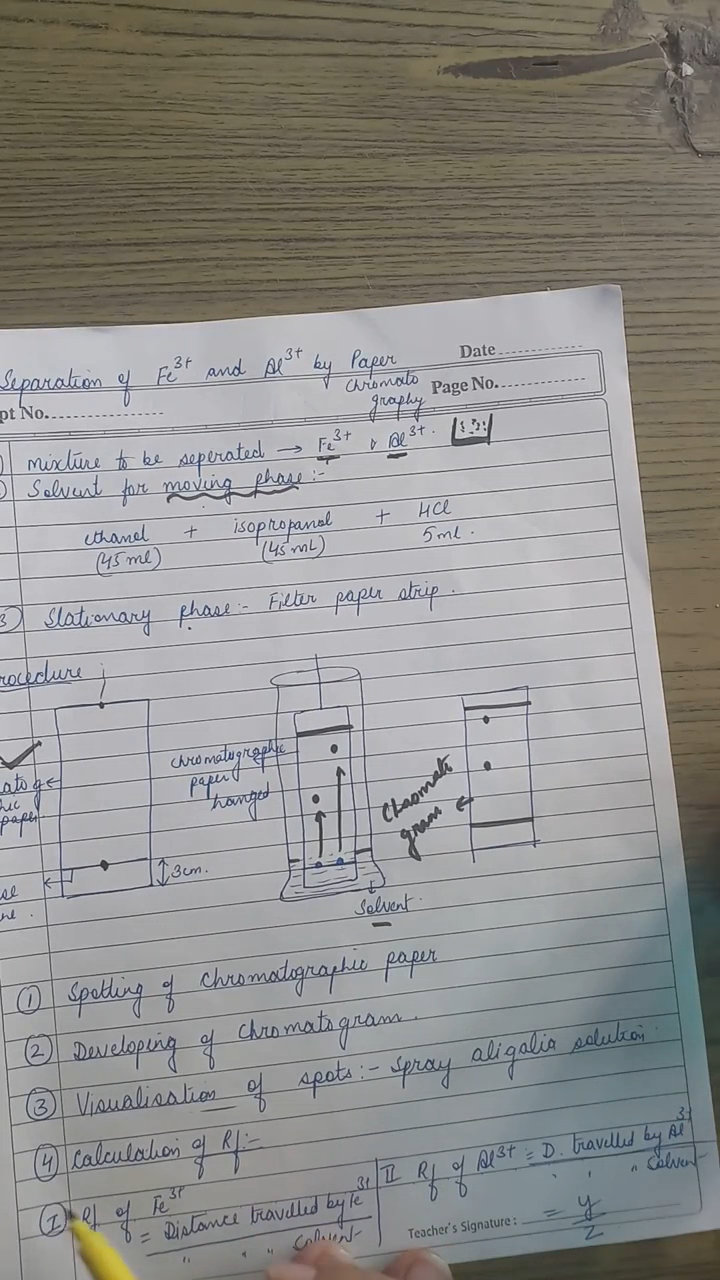 Separation of Fe³⁺ and Al³⁺ by Paper Chromato graphy
Date
pt No.
Page No.
Mixture to be seperated → Fe³⁺ & Al³⁺.
Solvent for moving phase:-
ethanol + isopropanol + HCl
(45 ml) (45 mL) 5 ml.
③ Stationary phase:- Filter paper strip.
rocedure
chromatographic
paper
hanged
atog
hic
paper
3cm.
Chromato
gram
Solvent.
① Spotting of chromatographic paper
② Developing of chromatogram.
③ Visualisation of spots:- Spray aligalia solution
④ Calculation of Rf:-
① Rf of Fe³⁺ = Distance travelled by Fe³⁺
" " " Solvent
II Rf of Al³⁺ = D. travelled by Al³⁺
" " " Solvent
Teacher's Signature :
= y
z